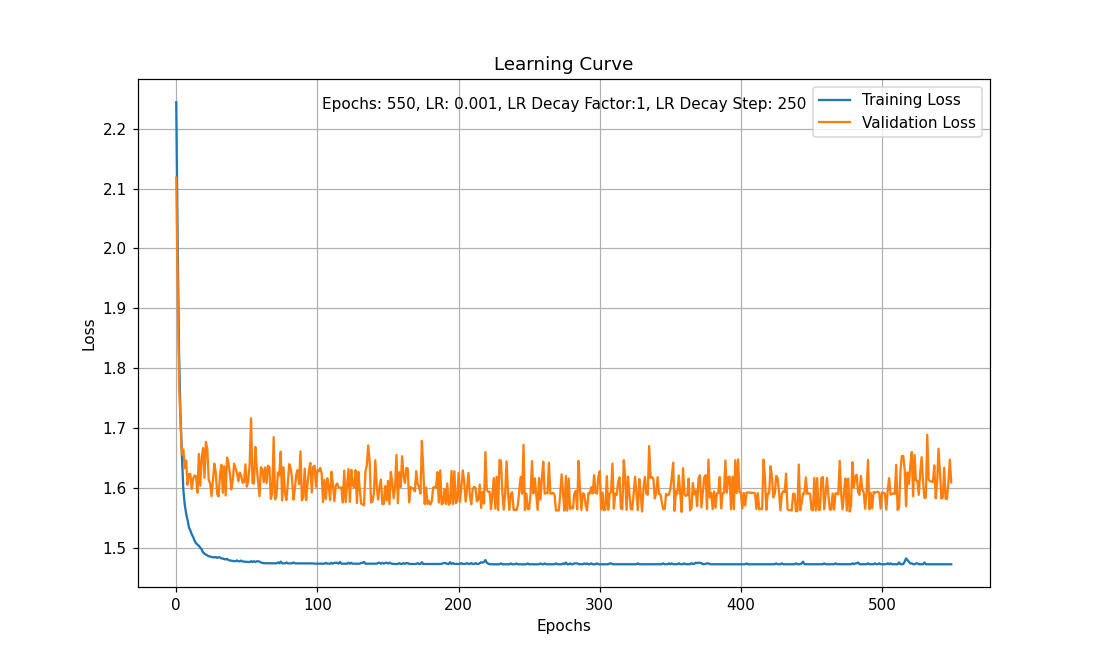 Learning Curve
Epochs: 550, LR: 0.001, LR Decay Factor:1, LR Decay Step: 250
Training Loss
Validation Loss
2.2
2.1
2.0
1.9
1.8
1.7
1.6
1.5
Loss
0 100 200 300 400 500
Epochs